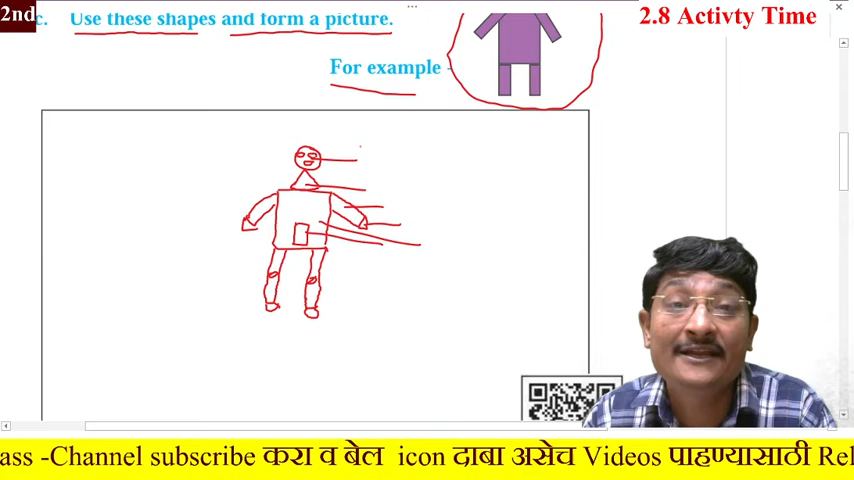 2nd
2.8 Activty Time
c. Use these shapes and form a picture.
For example -
ass -Channel subscribe करा व बेल icon दाबा असेच Videos पाहण्यासाठी Rel